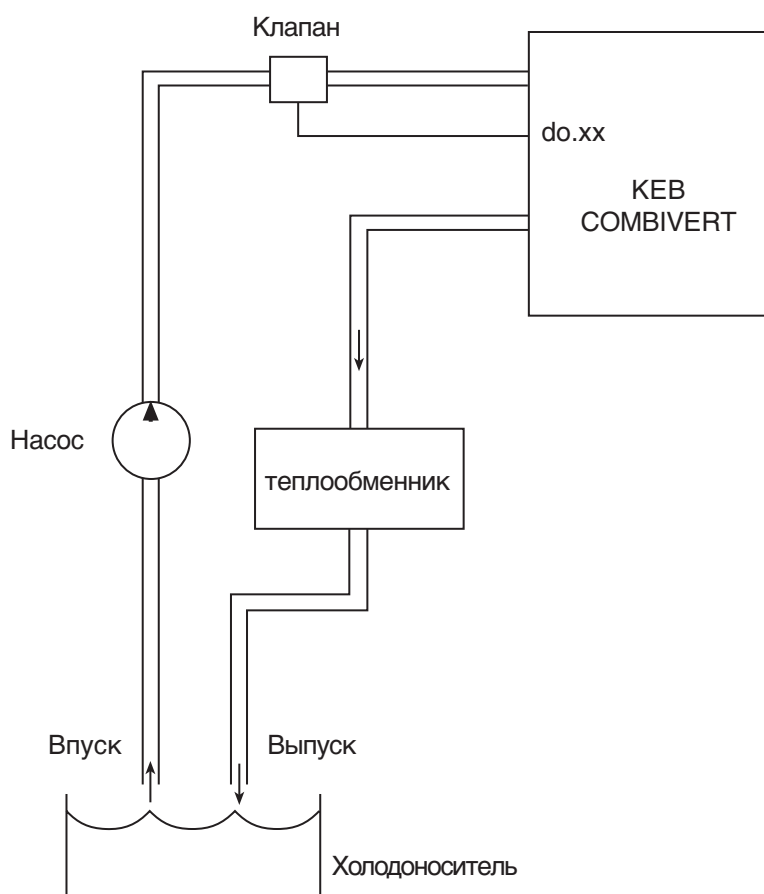 Клапан
do.xx
KEB
COMBIVERT
Насос
теплообменник
Впуск
Выпуск
Холодоноситель